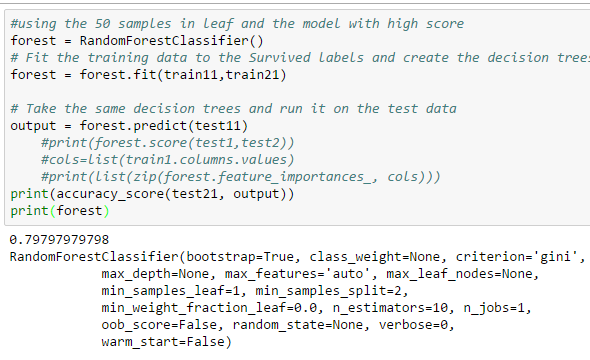 #using the 50 samples in leaf and the model with high score
forest = RandomForestClassifier()
# Fit the training data to the Survived labels and create the decision trees
forest = forest.fit(train11,train21)
# Take the same decision trees and run it on the test data
output = forest.predict(test11)
#print(forest.score(test1,test2))
#cols=list(train1.columns.values)
#print(list(zip(forest.feature_importances_, cols)))
print(accuracy_score(test21, output))
print(forest)
0.79797979798
RandomForestClassifier(bootstrap=True, class_weight=None, criterion='gini',
max_depth=None, max_features='auto', max_leaf_nodes=None,
min_samples_leaf=1, min_samples_split=2,
min_weight_fraction_leaf=0.0, n_estimators=10, n_jobs=1,
oob_score=False, random_state=None, verbose=0,
warm_start=False)